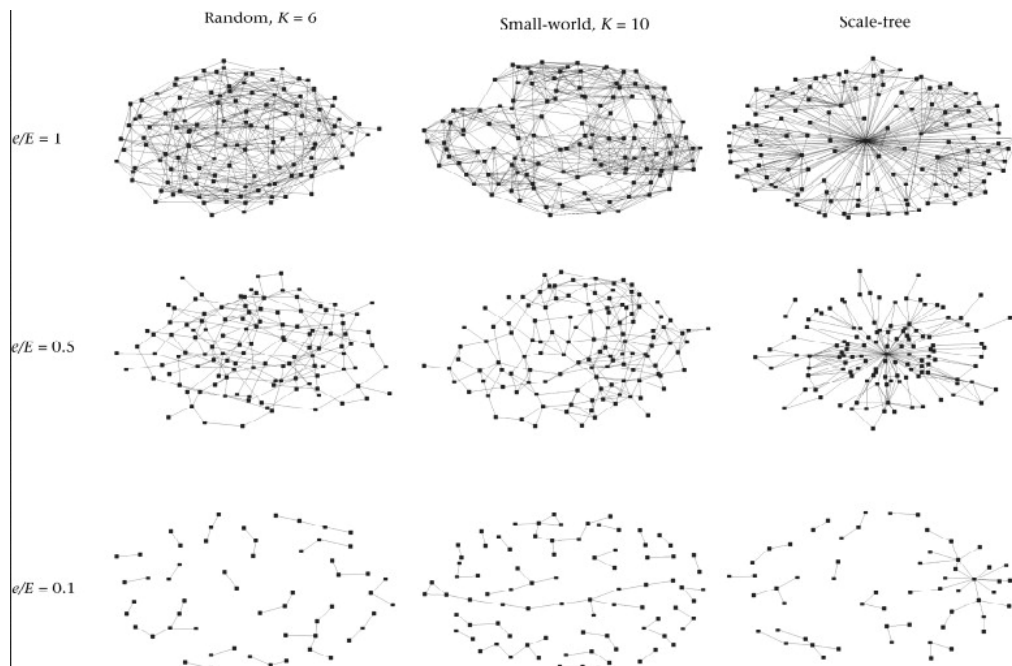 Random, K = 6
Small-world, K = 10
Scale-free
e/E = 1
e/E = 0.5
e/E = 0.1